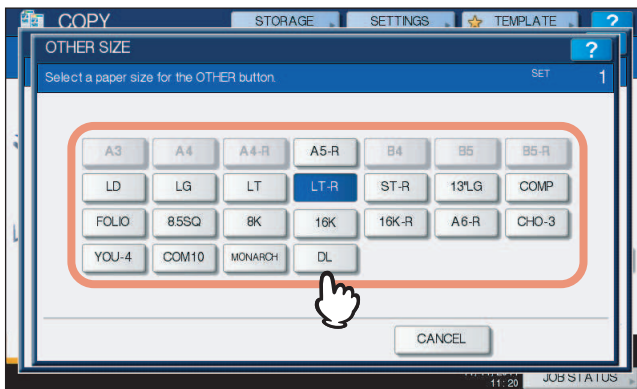 COPY STORAGE SETTINGS TEMPLATE ?
OTHER SIZE ?
Select a paper size for the OTHER button. SET 1
A3 A4 A4-R A5-R B4 B5 B5-R
LD LG LT LT-R ST-R 13"LG COMP
FOLIO 8.5SQ 8K 16K 16K-R A6-R CHO-3
YOU-4 COM10 MONARCH DL
CANCEL
11:20 JOB STATUS